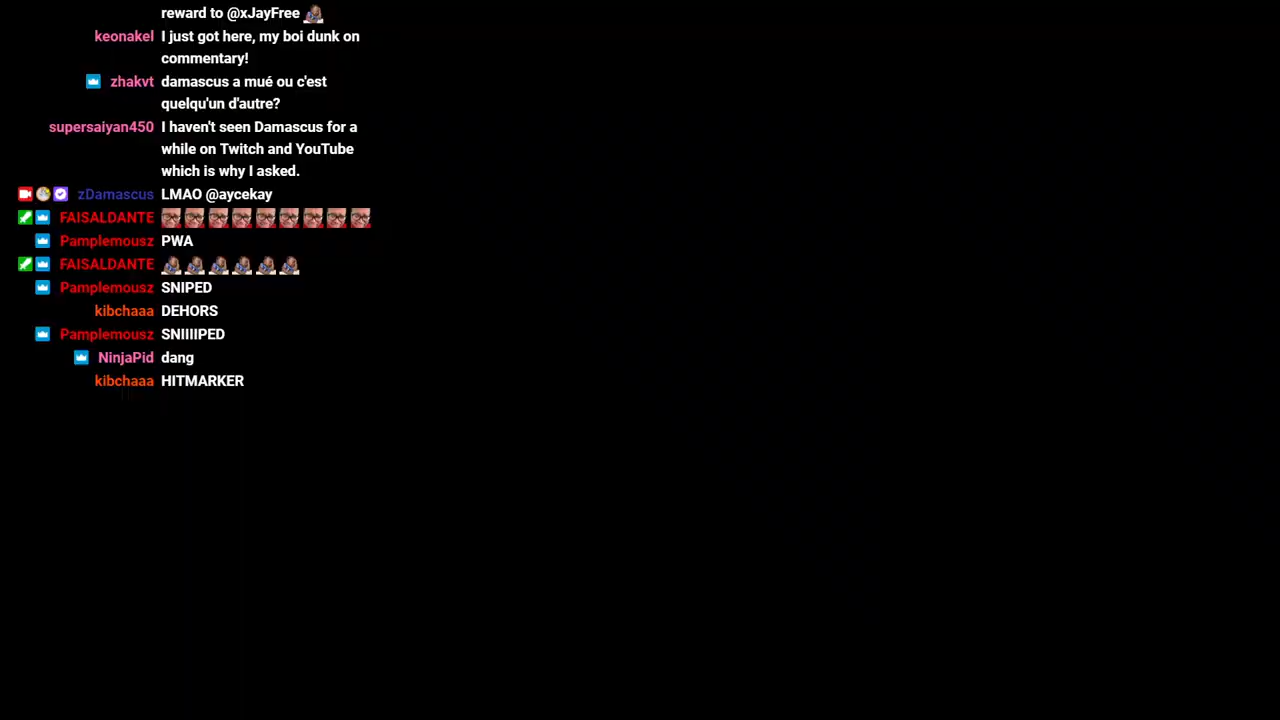 reward to @xJayFree
keonakel I just got here, my boi dunk on
commentary!
zhakvt damascus a mué ou c'est
quelqu'un d'autre?
supersaiyan450 I haven't seen Damascus for a
while on Twitch and YouTube
which is why I asked.
zDamascus LMAO @aycekay
FAISALDANTE
Pamplemousz PWA
FAISALDANTE
Pamplemousz SNIPED
kibchaaa DEHORS
Pamplemousz SNIIIIPED
NinjaPid dang
kibchaaa HITMARKER